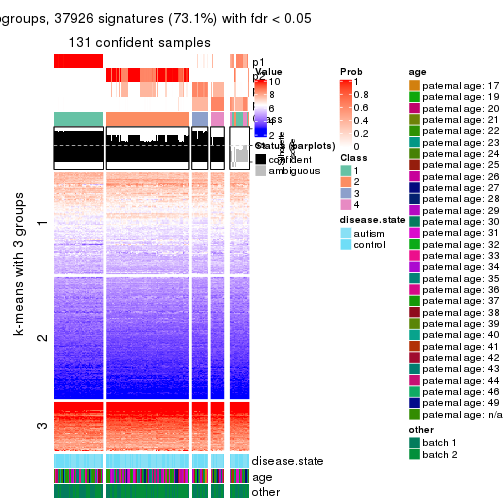 ogroups, 37926 signatures (73.1%) with fdr < 0.05
131 confident samples
k-means with 3 groups
1
2
3
p1
p2
Class
disease.state
age
other
Value
10
8
6
4
2
Status (barplots)
confident
ambiguous
Prob
1
0.8
0.6
0.4
0.2
0
Class
1
2
3
4
disease.state
autism
control
age
paternal age: 17
paternal age: 19
paternal age: 20
paternal age: 21
paternal age: 22
paternal age: 23
paternal age: 24
paternal age: 25
paternal age: 26
paternal age: 27
paternal age: 28
paternal age: 29
paternal age: 30
paternal age: 31
paternal age: 32
paternal age: 33
paternal age: 34
paternal age: 35
paternal age: 36
paternal age: 37
paternal age: 38
paternal age: 39
paternal age: 40
paternal age: 41
paternal age: 42
paternal age: 43
paternal age: 44
paternal age: 46
paternal age: 49
paternal age: n/a
other
batch 1
batch 2